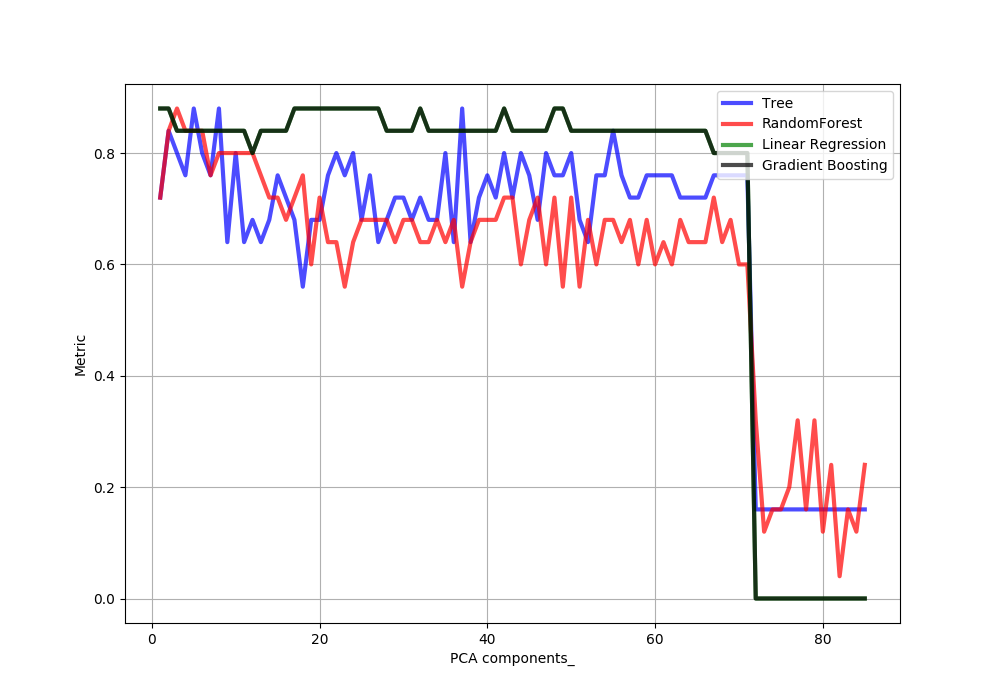 Tree
RandomForest
Linear Regression
Gradient Boosting
0.8
0.6
0.4
0.2
0.0
Metric
0 20 40 60 80
PCA components_